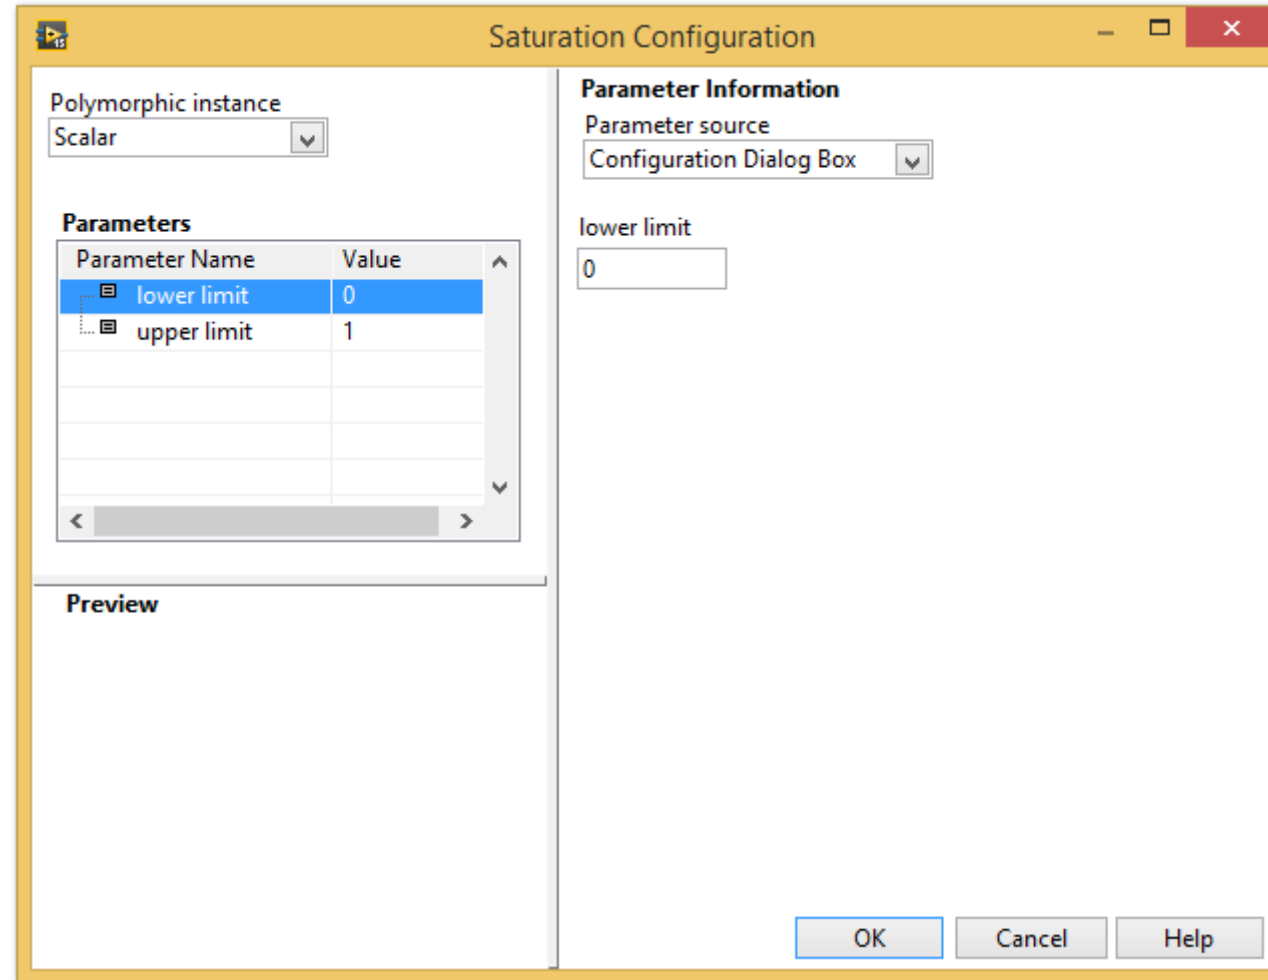 Saturation Configuration
Polymorphic instance
Scalar
Parameters
Parameter Name Value
lower limit 0
upper limit 1
Preview
Parameter Information
Parameter source
Configuration Dialog Box
lower limit
0
OK Cancel Help